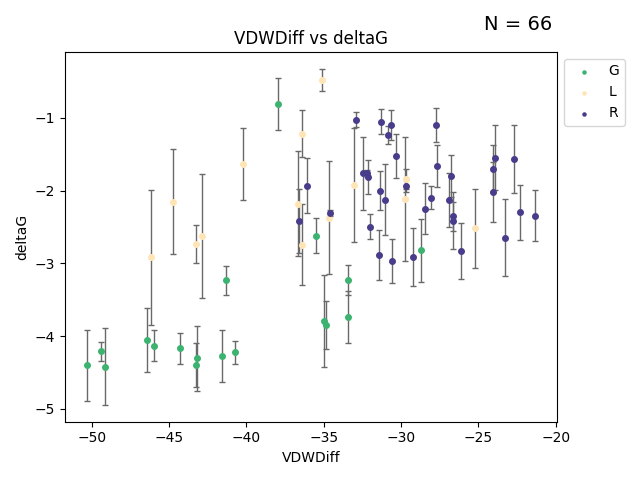 N = 66
VDWDiff vs deltaG
G
L
R
deltaG
−1
−2
−3
−4
−5
−50 −45 −40 −35 −30 −25 −20
VDWDiff